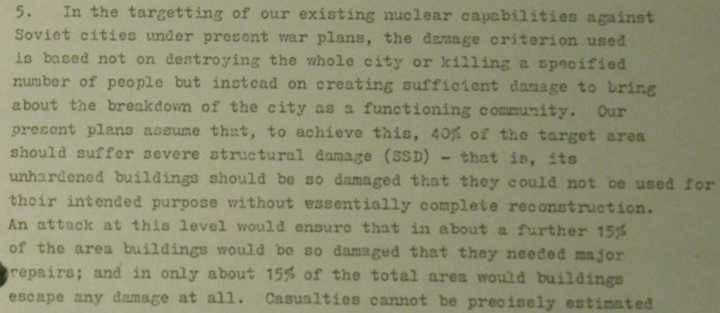 5. In the targetting of our existing nuclear capabilities against
Soviet cities under present war plans, the damage criterion used
is based not on destroying the whole city or killing a specified
number of people but instead on creating sufficient damage to bring
about the breakdown of the city as a functioning community. Our
present plans assume that, to achieve this, 40% of the target area
should suffer severe structural damage (SSD) - that is, its
unhardened buildings should be so damaged that they could not be used for
their intended purpose without essentially complete reconstruction.
An attack at this level would ensure that in about a further 15%
of the area buildings would be so damaged that they needed major
repairs; and in only about 15% of the total area would buildings
escape any damage at all. Casualties cannot be precisely estimated